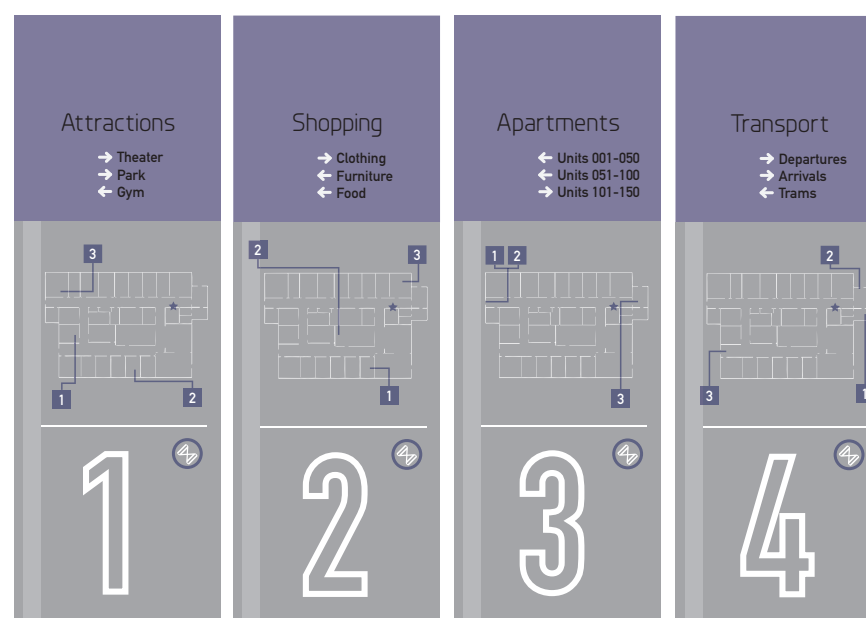 Attractions
→ Theater
→ Park
← Gym
3
1
2
1
Shopping
→ Clothing
← Furniture
← Food
2
3
1
2
Apartments
← Units 001-050
← Units 051-100
→ Units 101-150
1 2
3
3
Transport
→ Departures
→ Arrivals
← Trams
2
3
1
4